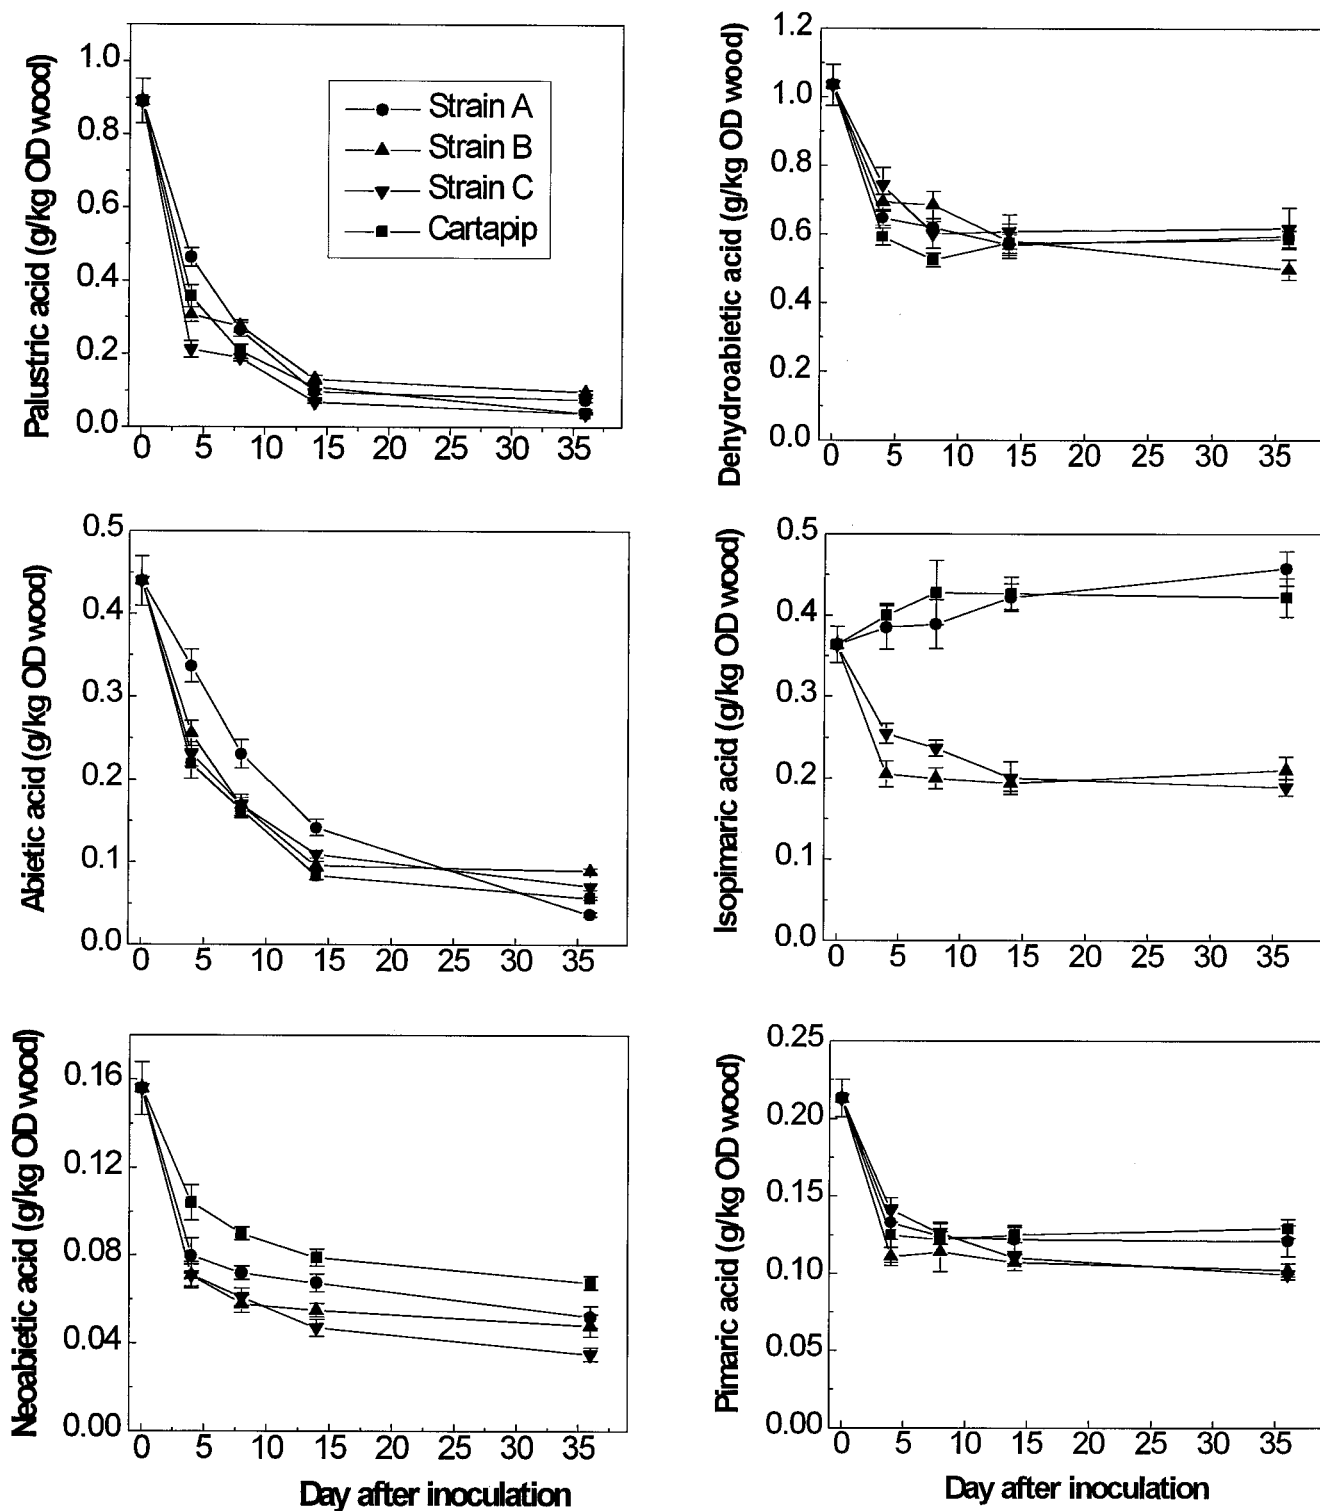 Palustric acid (g/kg OD wood)
1.0
0.8
0.6
0.4
0.2
0.0
0 5 10 15 20 25 30 35
Strain A
Strain B
Strain C
Cartapip
Dehydroabietic acid (g/kg OD wood)
1.2
1.0
0.8
0.6
0.4
0.2
0.0
0 5 10 15 20 25 30 35
Abietic acid (g/kg OD wood)
0.5
0.4
0.3
0.2
0.1
0.0
0 5 10 15 20 25 30 35
Isopimaric acid (g/kg OD wood)
0.5
0.4
0.3
0.2
0.1
0.0
0 5 10 15 20 25 30 35
Neoabietic acid (g/kg OD wood)
0.16
0.12
0.08
0.04
0.00
0 5 10 15 20 25 30 35
Day after inoculation
Pimaric acid (g/kg OD wood)
0.25
0.20
0.15
0.10
0.05
0.00
0 5 10 15 20 25 30 35
Day after inoculation